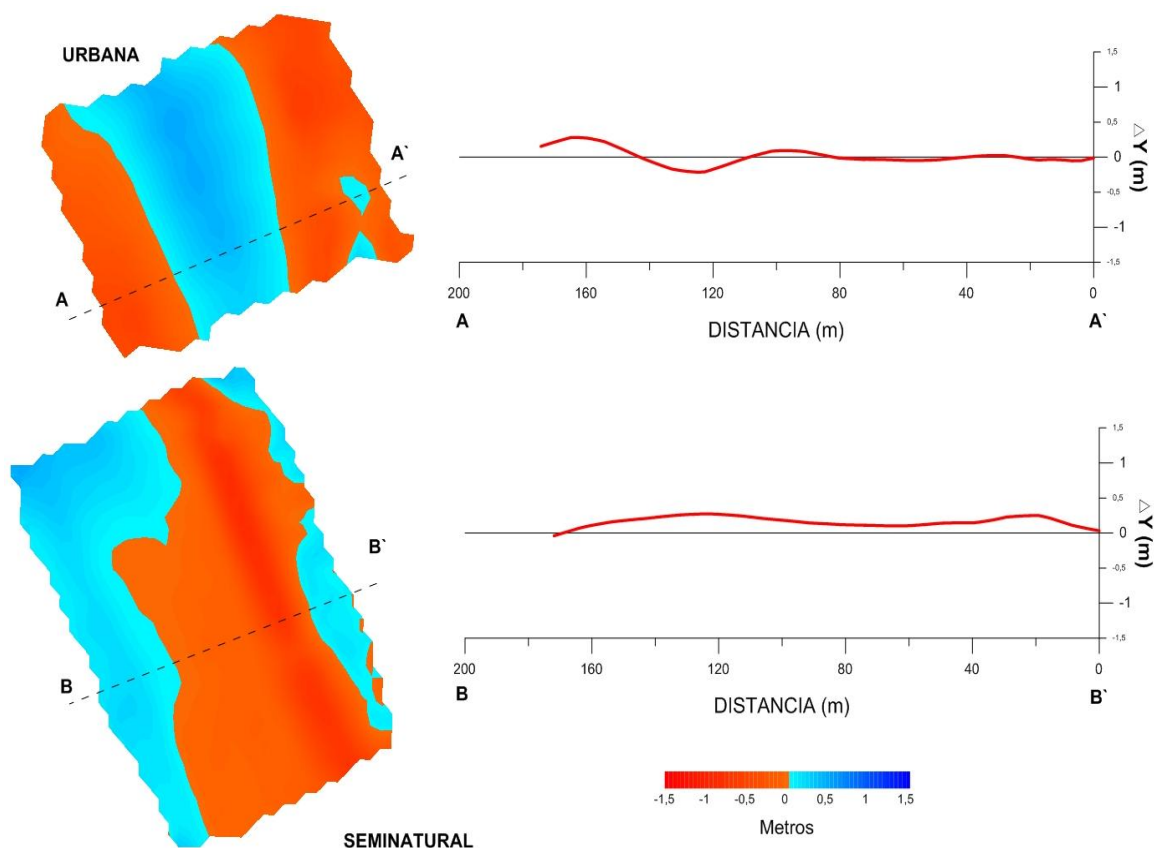 URBANA
A
A`
1,5
1
0,5
0
-0,5
-1
-1,5
△Y (m)
200 160 120 80 40 0
A A`
DISTANCIA (m)
B
B`
SEMINATURAL
1,5
1
0,5
0
-0,5
-1
-1,5
△Y (m)
200 160 120 80 40 0
B B`
DISTANCIA (m)
-1,5 -1 -0,5 0 0,5 1 1,5
Metros